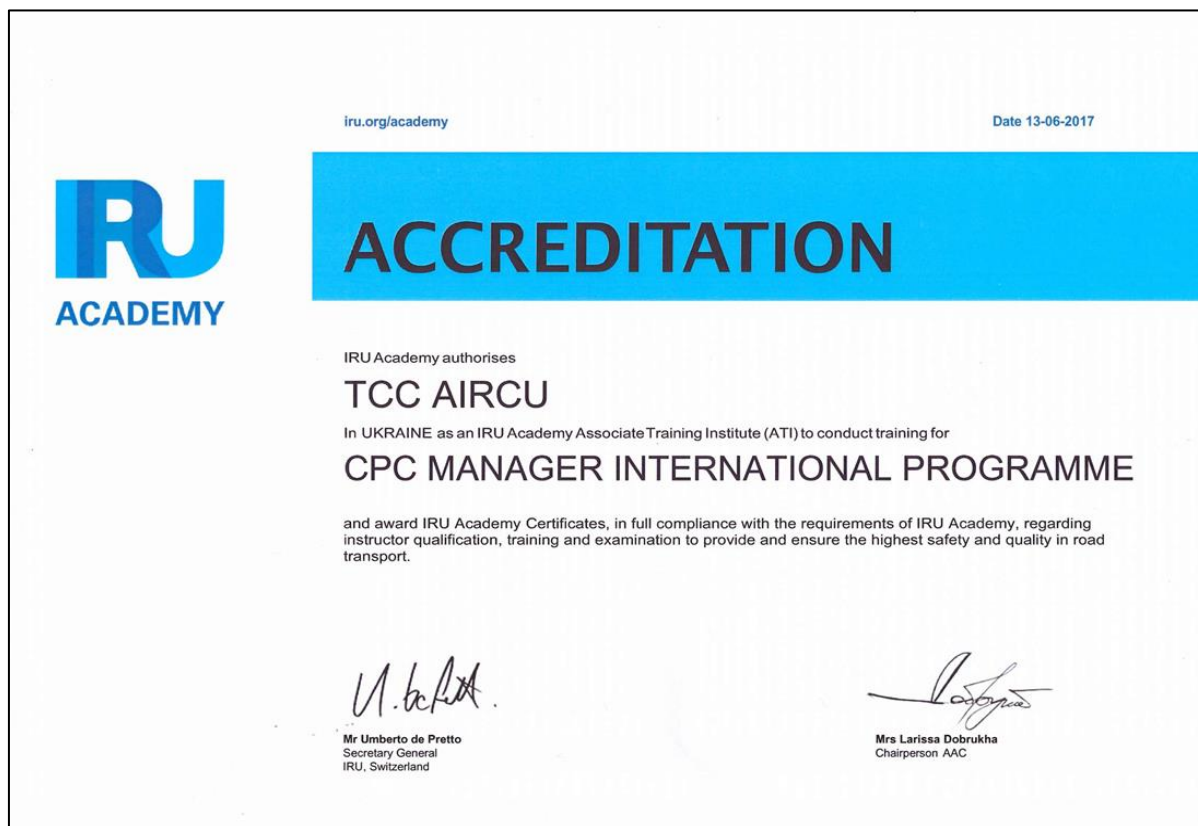 iru.org/academy
Date 13-06-2017
IRU
ACADEMY
ACCREDITATION
IRU Academy authorises
TCC AIRCU
In UKRAINE as an IRU Academy Associate Training Institute (ATI) to conduct training for
CPC MANAGER INTERNATIONAL PROGRAMME
and award IRU Academy Certificates, in full compliance with the requirements of IRU Academy, regarding
instructor qualification, training and examination to provide and ensure the highest safety and quality in road
transport.
Mr Umberto de Pretto
Secretary General
IRU, Switzerland
Mrs Larissa Dobrukha
Chairperson AAC